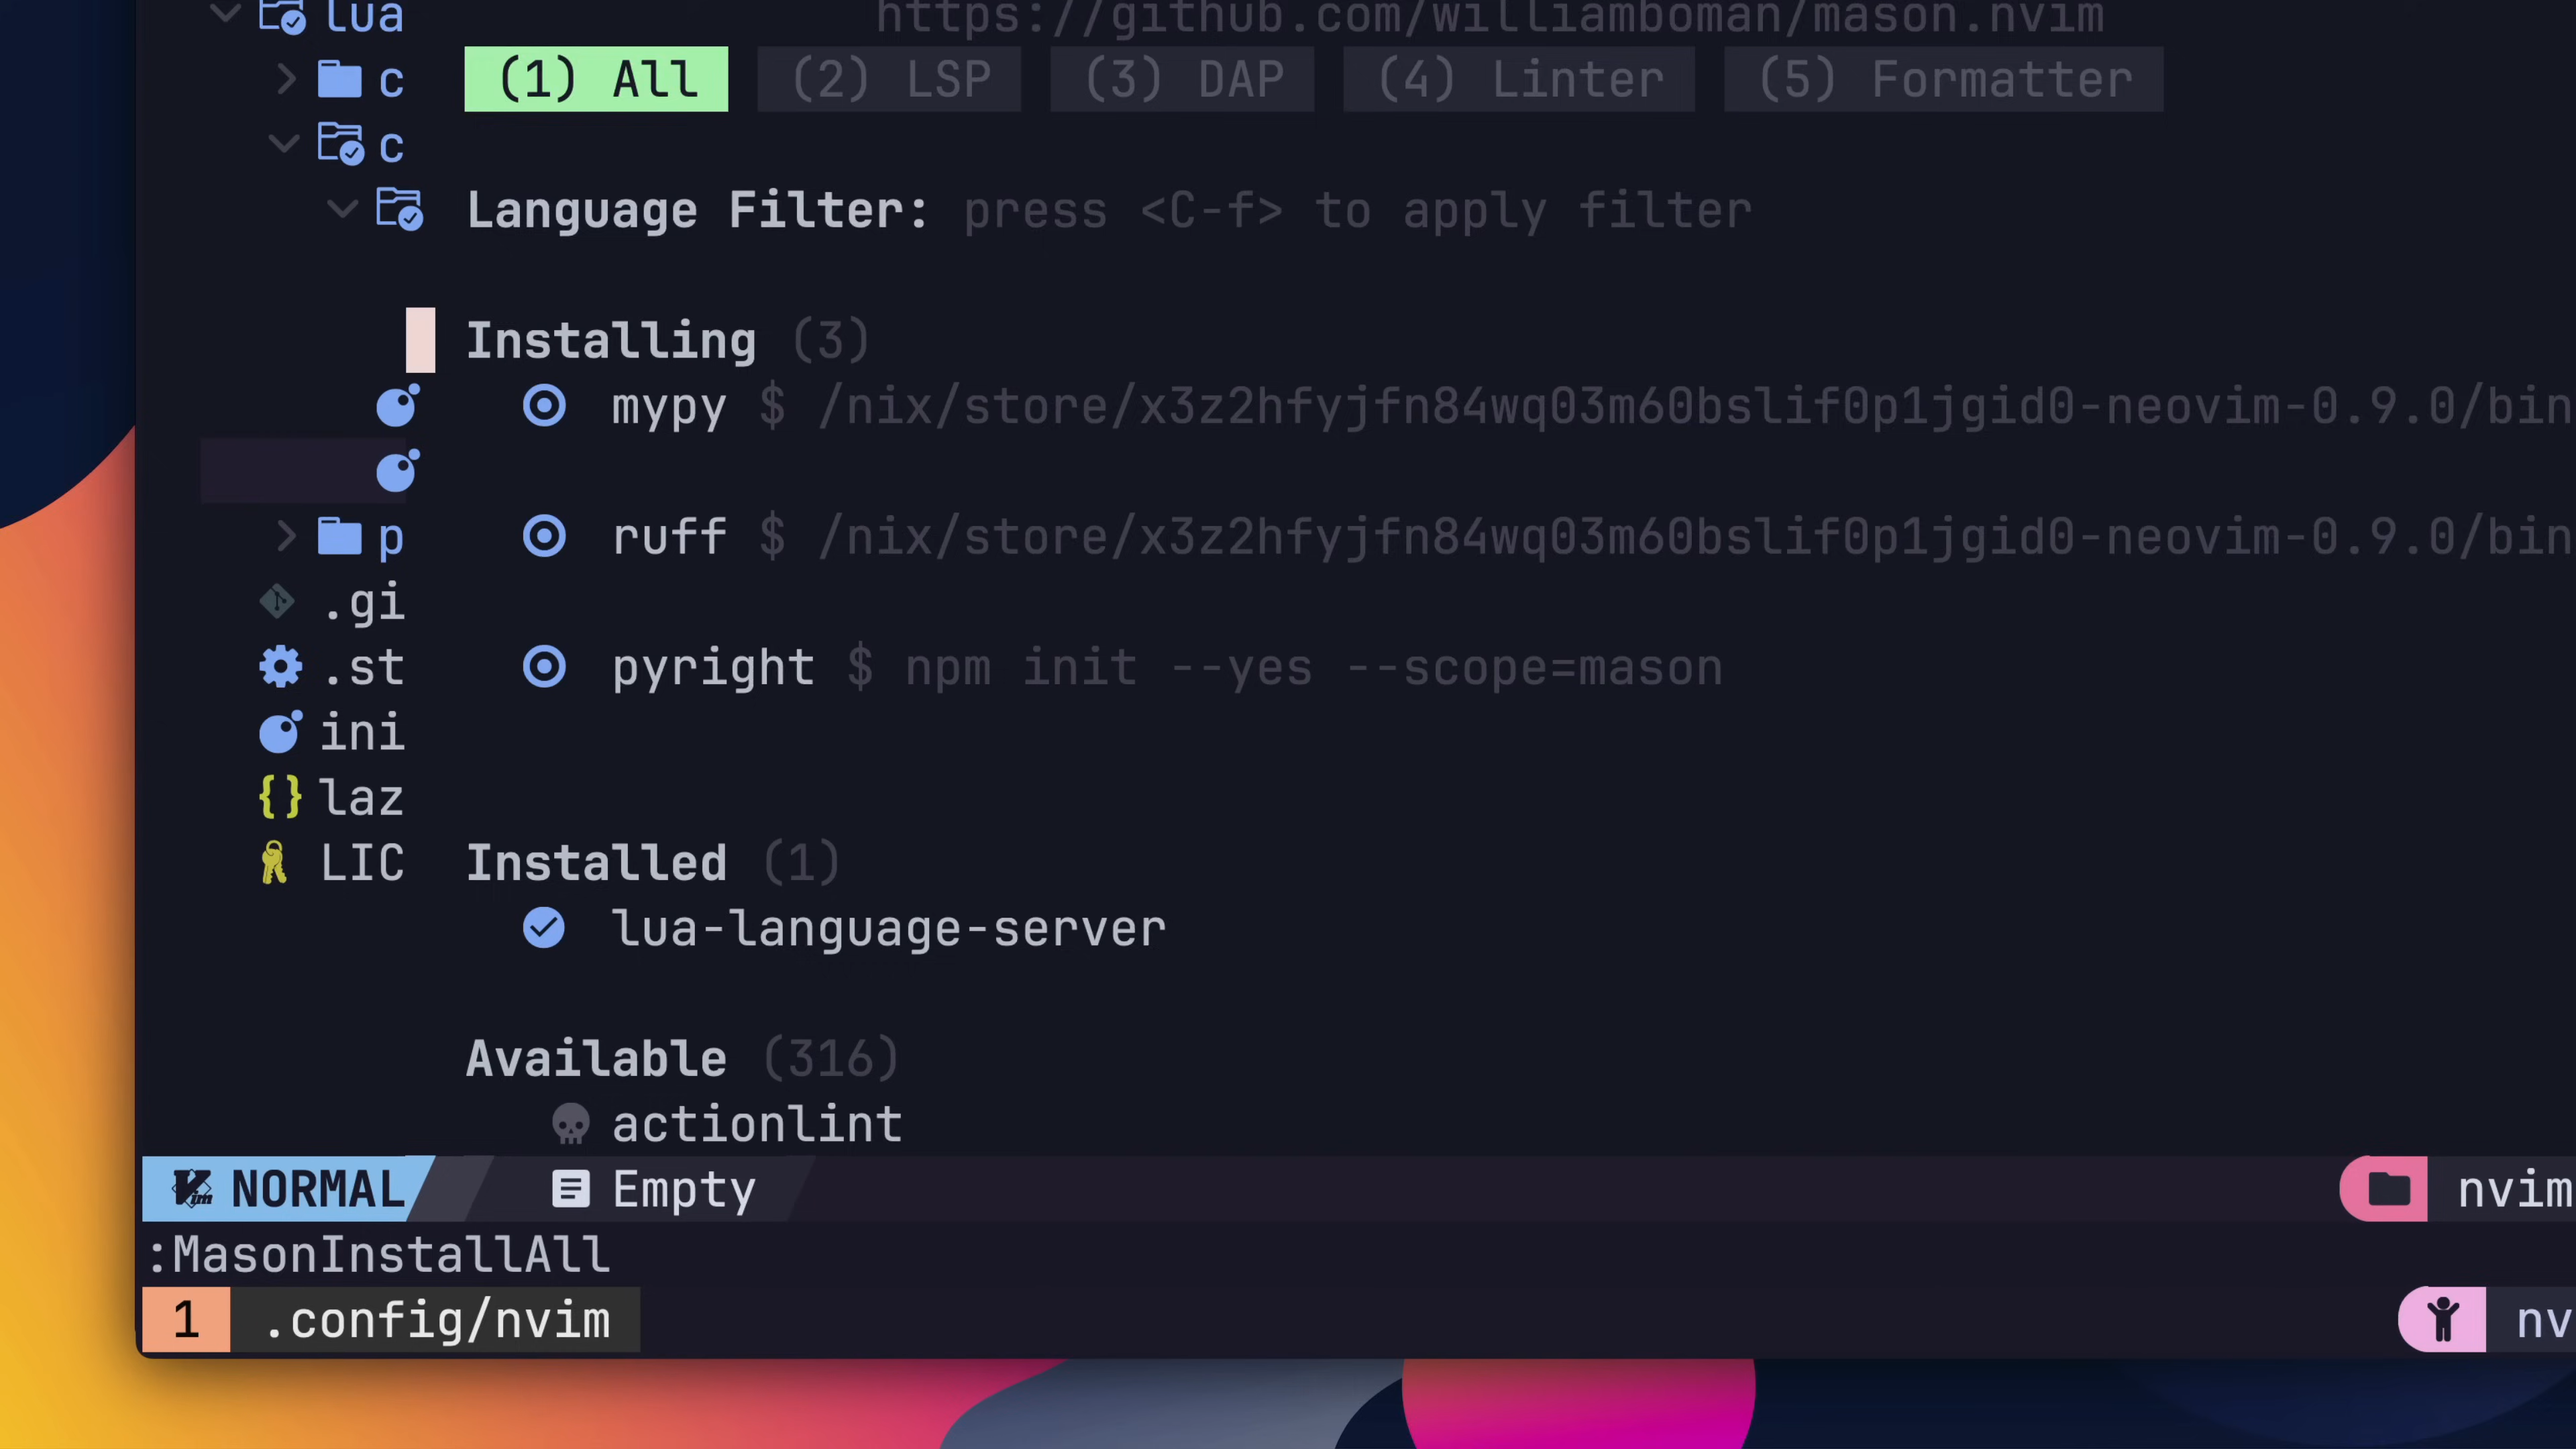 lua https://github.com/williamboman/mason.nvim
c (1) All (2) LSP (3) DAP (4) Linter (5) Formatter
c
Language Filter: press <C-f> to apply filter
Installing (3)
mypy $ /nix/store/x3z2hfyjfn84wq03m60bslif0p1jgid0-neovim-0.9.0/bin
p ruff $ /nix/store/x3z2hfyjfn84wq03m60bslif0p1jgid0-neovim-0.9.0/bin
.gi
.st pyright $ npm init --yes --scope=mason
ini
laz
LIC Installed (1)
lua-language-server
Available (316)
actionlint
NORMAL Empty nvim
:MasonInstallAll
1 .config/nvim nv